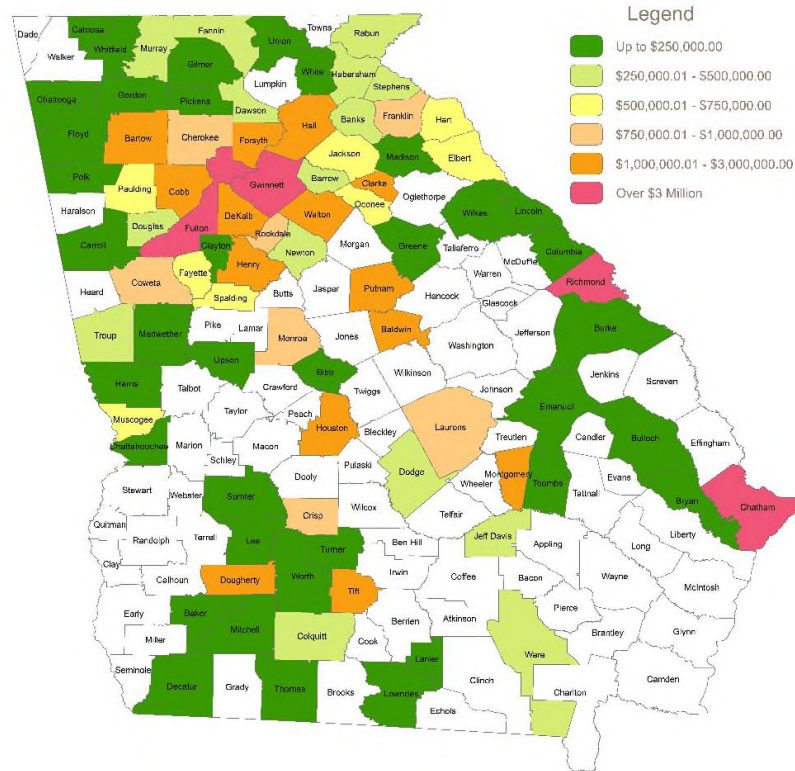 Legend
Up to $250,000.00
$250,000.01 - $500,000.00
$500,000.01 - $750,000.00
$750,000.01 - $1,000,000.00
$1,000,000.01 - $3,000,000.00
Over $3 Million
Dade
Catoosa
Walker
Whitfield
Murray
Fannin
Gilmer
Union
Towns
Rabun
White
Habersham
Lumpkin
Stephens
Chattooga
Gordon
Pickens
Dawson
Banks
Franklin
Hart
Floyd
Bartow
Cherokee
Forsyth
Hall
Jackson
Madison
Elbert
Polk
Paulding
Cobb
Gwinnett
Barrow
Clarke
Oglethorpe
Oconee
Wilkes
Lincoln
Haralson
Douglas
Fulton
DeKalb
Walton
Rockdale
Newton
Morgan
Greene
Taliaferro
Columbia
McDuffie
Warren
Richmond
Carroll
Clayton
Henry
Fayette
Coweta
Heard
Spalding
Butts
Jasper
Putnam
Hancock
Glascock
Jefferson
Burke
Troup
Meriwether
Pike
Lamar
Monroe
Jones
Baldwin
Washington
Jenkins
Screven
Upson
Bibb
Wilkinson
Johnson
Emanuel
Harris
Talbot
Crawford
Twiggs
Taylor
Peach
Houston
Bleckley
Laurens
Treutlen
Candler
Bulloch
Effingham
Muscogee
Chattahoochee
Marion
Macon
Schley
Dooly
Pulaski
Dodge
Wheeler
Montgomery
Toombs
Tattnall
Evans
Bryan
Chatham
Stewart
Webster
Sumter
Crisp
Wilcox
Telfair
Jeff Davis
Appling
Long
Liberty
Quitman
Randolph
Terrell
Lee
Turner
Ben Hill
Irwin
Coffee
Bacon
Wayne
McIntosh
Clay
Calhoun
Dougherty
Worth
Tift
Early
Baker
Mitchell
Colquitt
Cook
Berrien
Atkinson
Pierce
Brantley
Glynn
Miller
Ware
Seminole
Decatur
Grady
Thomas
Brooks
Lowndes
Lanier
Clinch
Echols
Charlton
Camden